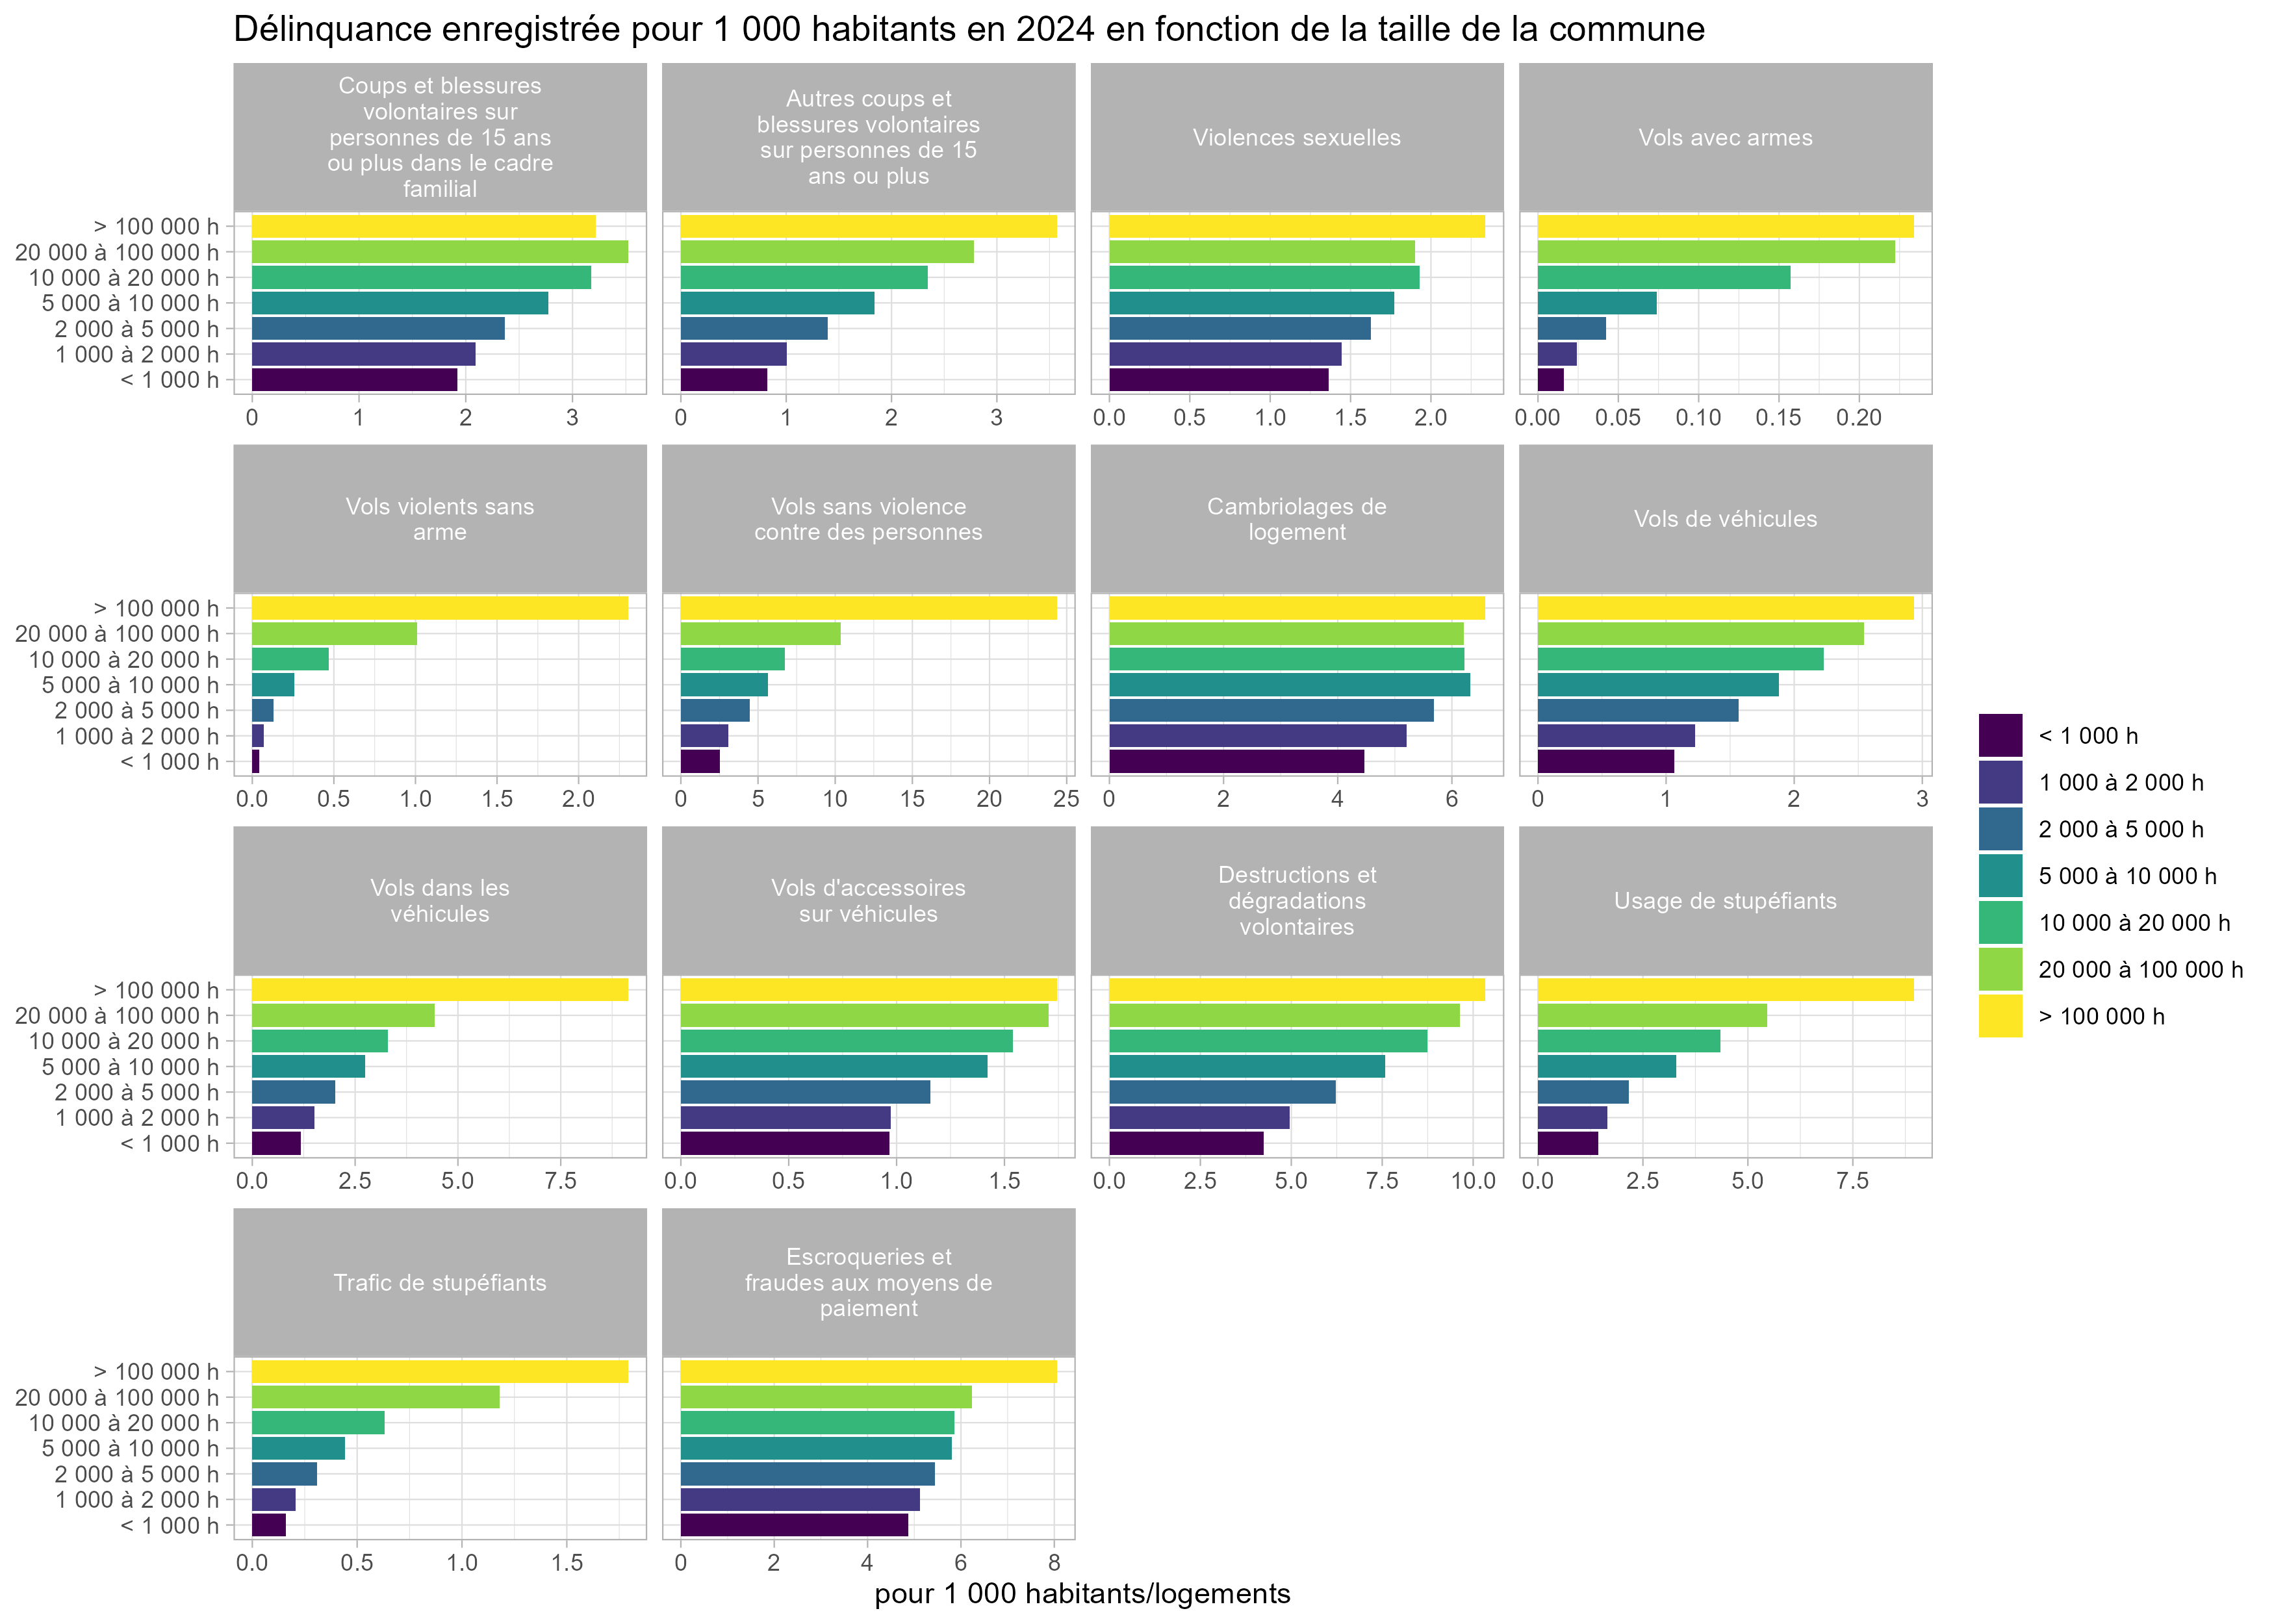 Délinquance enregistrée pour 1 000 habitants en 2024 en fonction de la taille de la commune
Coups et blessures
volontaires sur
personnes de 15 ans
ou plus dans le cadre
familial
Autres coups et
blessures volontaires
sur personnes de 15
ans ou plus
Violences sexuelles
Vols avec armes
> 100 000 h
20 000 à 100 000 h
10 000 à 20 000 h
5 000 à 10 000 h
2 000 à 5 000 h
1 000 à 2 000 h
< 1 000 h
0 1 2 3
0 1 2 3
0.0 0.5 1.0 1.5 2.0
0.00 0.05 0.10 0.15 0.20
Vols violents sans
arme
Vols sans violence
contre des personnes
Cambriolages de
logement
Vols de véhicules
> 100 000 h
20 000 à 100 000 h
10 000 à 20 000 h
5 000 à 10 000 h
2 000 à 5 000 h
1 000 à 2 000 h
< 1 000 h
0.0 0.5 1.0 1.5 2.0
0 5 10 15 20 25
0 2 4 6
0 1 2 3
Vols dans les
véhicules
Vols d'accessoires
sur véhicules
Destructions et
dégradations
volontaires
Usage de stupéfiants
> 100 000 h
20 000 à 100 000 h
10 000 à 20 000 h
5 000 à 10 000 h
2 000 à 5 000 h
1 000 à 2 000 h
< 1 000 h
0.0 2.5 5.0 7.5
0.0 0.5 1.0 1.5
0.0 2.5 5.0 7.5 10.0
0.0 2.5 5.0 7.5
Trafic de stupéfiants
Escroqueries et
fraudes aux moyens de
paiement
> 100 000 h
20 000 à 100 000 h
10 000 à 20 000 h
5 000 à 10 000 h
2 000 à 5 000 h
1 000 à 2 000 h
< 1 000 h
0.0 0.5 1.0 1.5
0 2 4 6 8
pour 1 000 habitants/logements
< 1 000 h
1 000 à 2 000 h
2 000 à 5 000 h
5 000 à 10 000 h
10 000 à 20 000 h
20 000 à 100 000 h
> 100 000 h